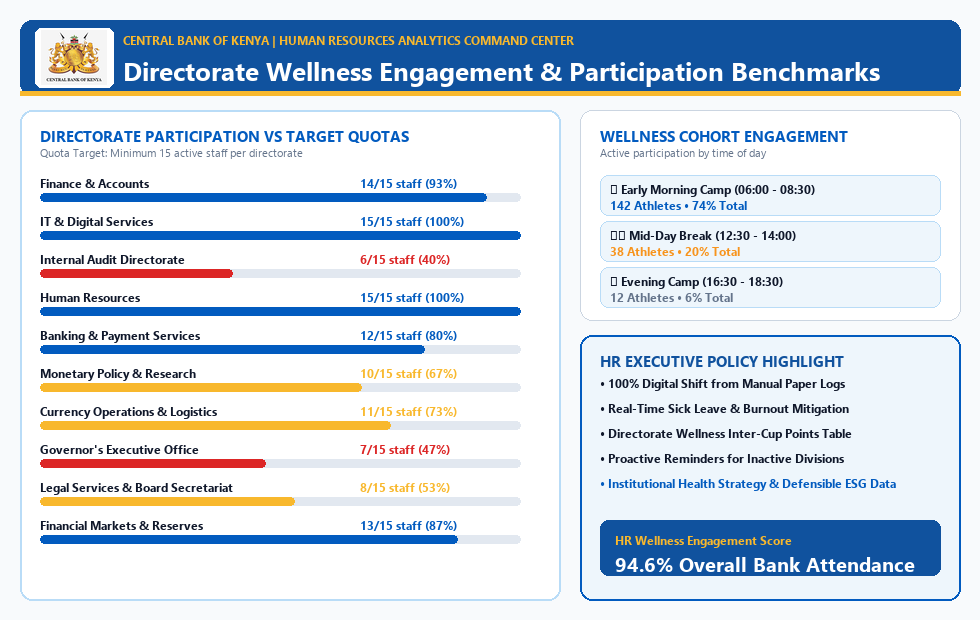 CENTRAL BANK OF KENYA | HUMAN RESOURCES ANALYTICS COMMAND CENTER
Directorate Wellness Engagement & Participation Benchmarks
CENTRAL BANK OF KENYA
DIRECTORATE PARTICIPATION VS TARGET QUOTAS
Quota Target: Minimum 15 active staff per directorate
Finance & Accounts 14/15 staff (93%)
IT & Digital Services 15/15 staff (100%)
Internal Audit Directorate 6/15 staff (40%)
Human Resources 15/15 staff (100%)
Banking & Payment Services 12/15 staff (80%)
Monetary Policy & Research 10/15 staff (67%)
Currency Operations & Logistics 11/15 staff (73%)
Governor's Executive Office 7/15 staff (47%)
Legal Services & Board Secretariat 8/15 staff (53%)
Financial Markets & Reserves 13/15 staff (87%)
WELLNESS COHORT ENGAGEMENT
Active participation by time of day
Early Morning Camp (06:00 - 08:30)
142 Athletes • 74% Total
Mid-Day Break (12:30 - 14:00)
38 Athletes • 20% Total
Evening Camp (16:30 - 18:30)
12 Athletes • 6% Total
HR EXECUTIVE POLICY HIGHLIGHT
• 100% Digital Shift from Manual Paper Logs
• Real-Time Sick Leave & Burnout Mitigation
• Directorate Wellness Inter-Cup Points Table
• Proactive Reminders for Inactive Divisions
• Institutional Health Strategy & Defensible ESG Data
HR Wellness Engagement Score
94.6% Overall Bank Attendance